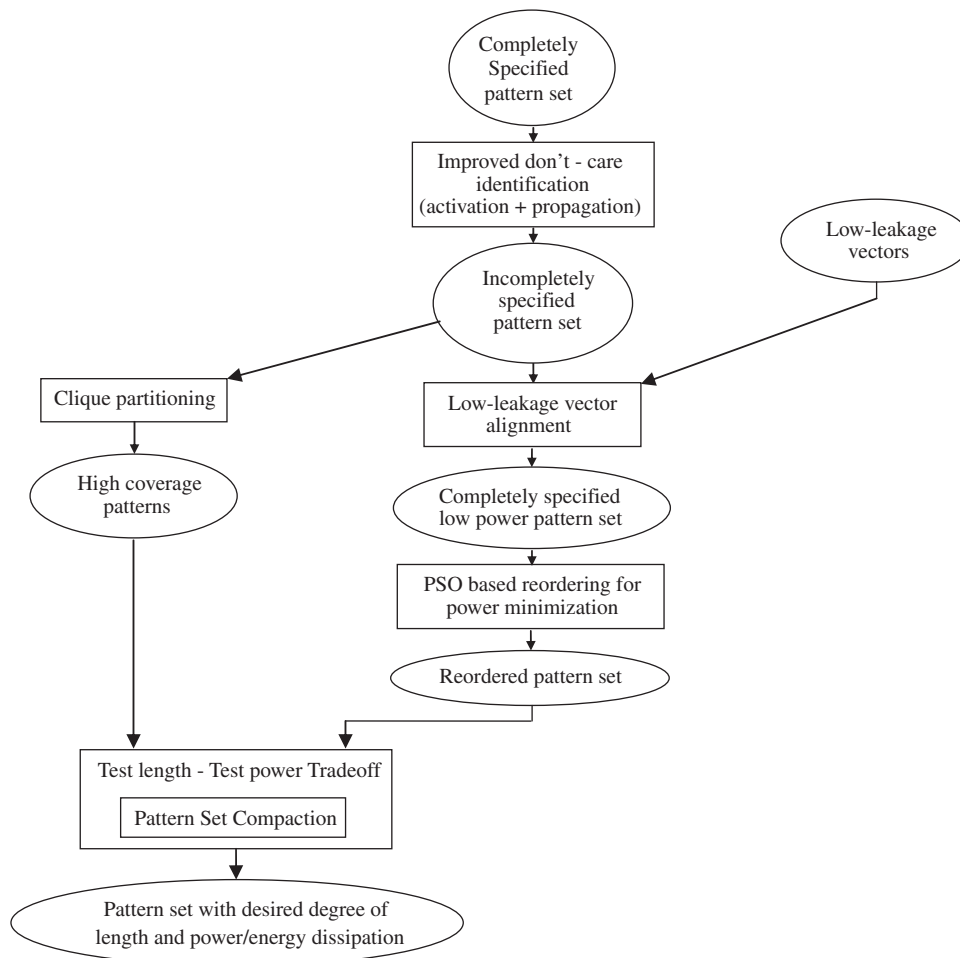 Completely
Specified
pattern set
Improved don't - care
identification
(activation + propagation)
Low-leakage
vectors
Incompletely
specified
pattern set
Clique partitioning
Low-leakage vector
alignment
High coverage
patterns
Completely specified
low power pattern set
PSO based reordering for
power minimization
Reordered pattern set
Test length - Test power Tradeoff
Pattern Set Compaction
Pattern set with desired degree of
length and power/energy dissipation